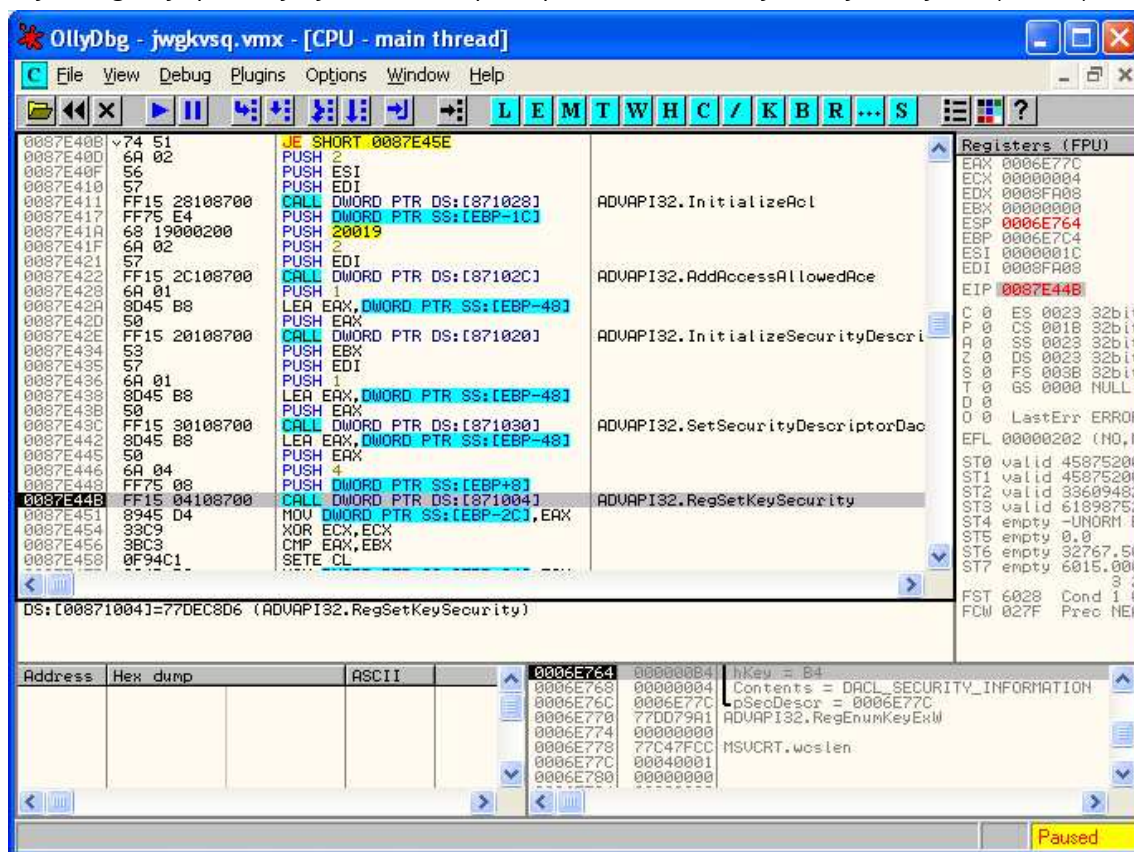 OllyDbg - jwgkvsq.vmx - [CPU - main thread]
C File View Debug Plugins Options Window Help
L E M T W H C / K B R ... S ?
0087E40B 74 51 JE SHORT 0087E45E
0087E40D 6A 02 PUSH 2
0087E40F 56 PUSH ESI
0087E410 57 PUSH EDI
0087E411 FF15 28108700 CALL DWORD PTR DS:[871028] ADVAPI32.InitializeAcl
0087E417 FF75 E4 PUSH DWORD PTR SS:[EBP-1C]
0087E41A 68 19000200 PUSH 20019
0087E41F 6A 02 PUSH 2
0087E421 57 PUSH EDI
0087E422 FF15 2C108700 CALL DWORD PTR DS:[87102C] ADVAPI32.AddAccessAllowedAce
0087E428 6A 01 PUSH 1
0087E42A 8D45 B8 LEA EAX,DWORD PTR SS:[EBP-48]
0087E42D 50 PUSH EAX
0087E42E FF15 20108700 CALL DWORD PTR DS:[871020] ADVAPI32.InitializeSecurityDescri
0087E434 53 PUSH EBX
0087E435 57 PUSH EDI
0087E436 6A 01 PUSH 1
0087E438 8D45 B8 LEA EAX,DWORD PTR SS:[EBP-48]
0087E43B 50 PUSH EAX
0087E43C FF15 30108700 CALL DWORD PTR DS:[871030] ADVAPI32.SetSecurityDescriptorDac
0087E442 8D45 B8 LEA EAX,DWORD PTR SS:[EBP-48]
0087E445 50 PUSH EAX
0087E446 6A 04 PUSH 4
0087E448 FF75 08 PUSH DWORD PTR SS:[EBP+8]
0087E44B FF15 04108700 CALL DWORD PTR DS:[871004] ADVAPI32.RegSetKeySecurity
0087E451 8945 D4 MOV DWORD PTR SS:[EBP-2C],EAX
0087E454 33C9 XOR ECX,ECX
0087E456 3BC3 CMP EAX,EBX
0087E458 0F94C1 SETE CL
DS:[00871004]=77DEC8D6 (ADVAPI32.RegSetKeySecurity)
Registers (FPU)
EAX 0006E77C
ECX 00000004
EDX 0008FA08
EBX 00000000
ESP 0006E764
EBP 0006E7C4
ESI 0000001C
EDI 0008FA08
EIP 0087E44B
C 0 ES 0023 32bit
P 0 CS 001B 32bit
A 0 SS 0023 32bit
Z 0 DS 0023 32bit
S 0 FS 003B 32bit
T 0 GS 0000 NULL
D 0
O 0 LastErr ERROR
EFL 00000202 (NO,
ST0 valid 4587520
ST1 valid 4587520
ST2 valid 3360948
ST3 valid 6189875
ST4 empty -UNORM
ST5 empty 0.0
ST6 empty 32767.5
ST7 empty 6015.00
FST 6028 Cond 1
FCW 027F Prec NE
Address Hex dump ASCII
0006E764 000000B4 hKey = B4
0006E768 00000004 Contents = DACL_SECURITY_INFORMATION
0006E76C 0006E77C pSecDescr = 0006E77C
0006E770 77DD79A1 ADVAPI32.RegEnumKeyExW
0006E774 00000000
0006E778 77C47FCC MSVCRT.wcslen
0006E77C 00040001
0006E780 00000000
Paused